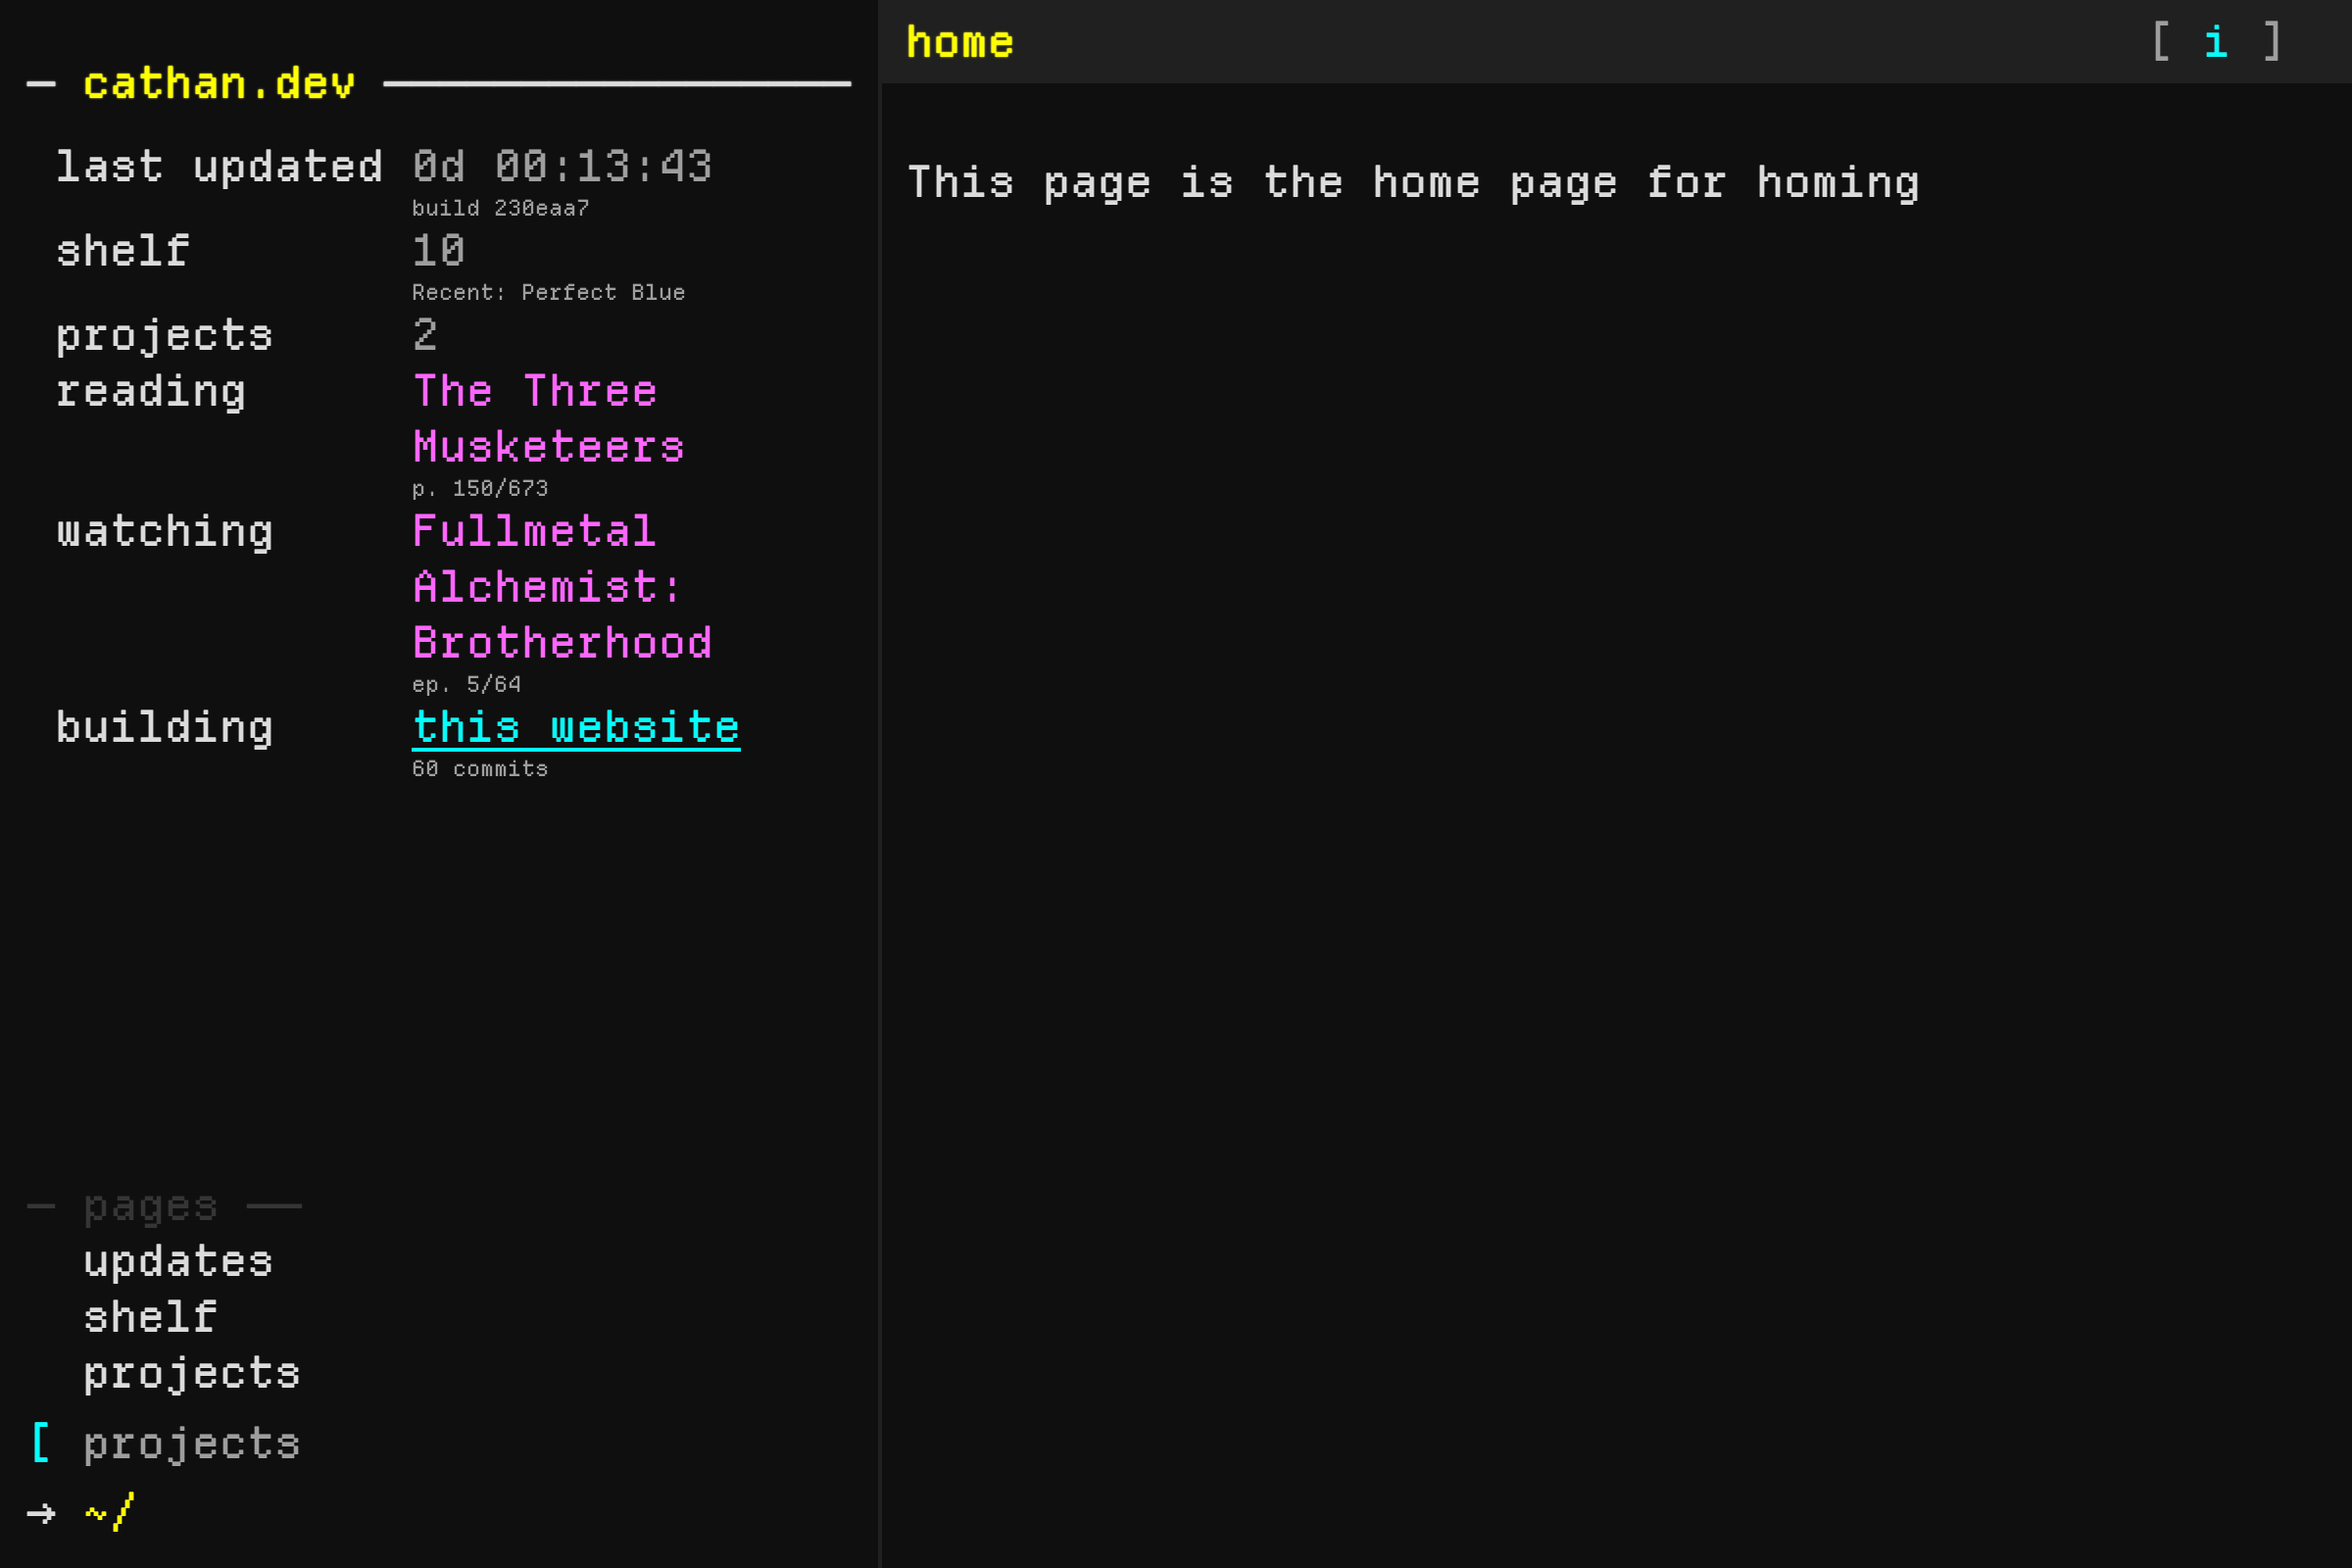 — cathan.dev —
last updated 0d 00:13:43
build 230eaa7
shelf 10
Recent: Perfect Blue
projects 2
reading The Three
Musketeers
p. 150/673
watching Fullmetal
Alchemist:
Brotherhood
ep. 5/64
building this website
60 commits
— pages —
updates
shelf
projects
[ projects
→ ~/
home [ i ]
This page is the home page for homing